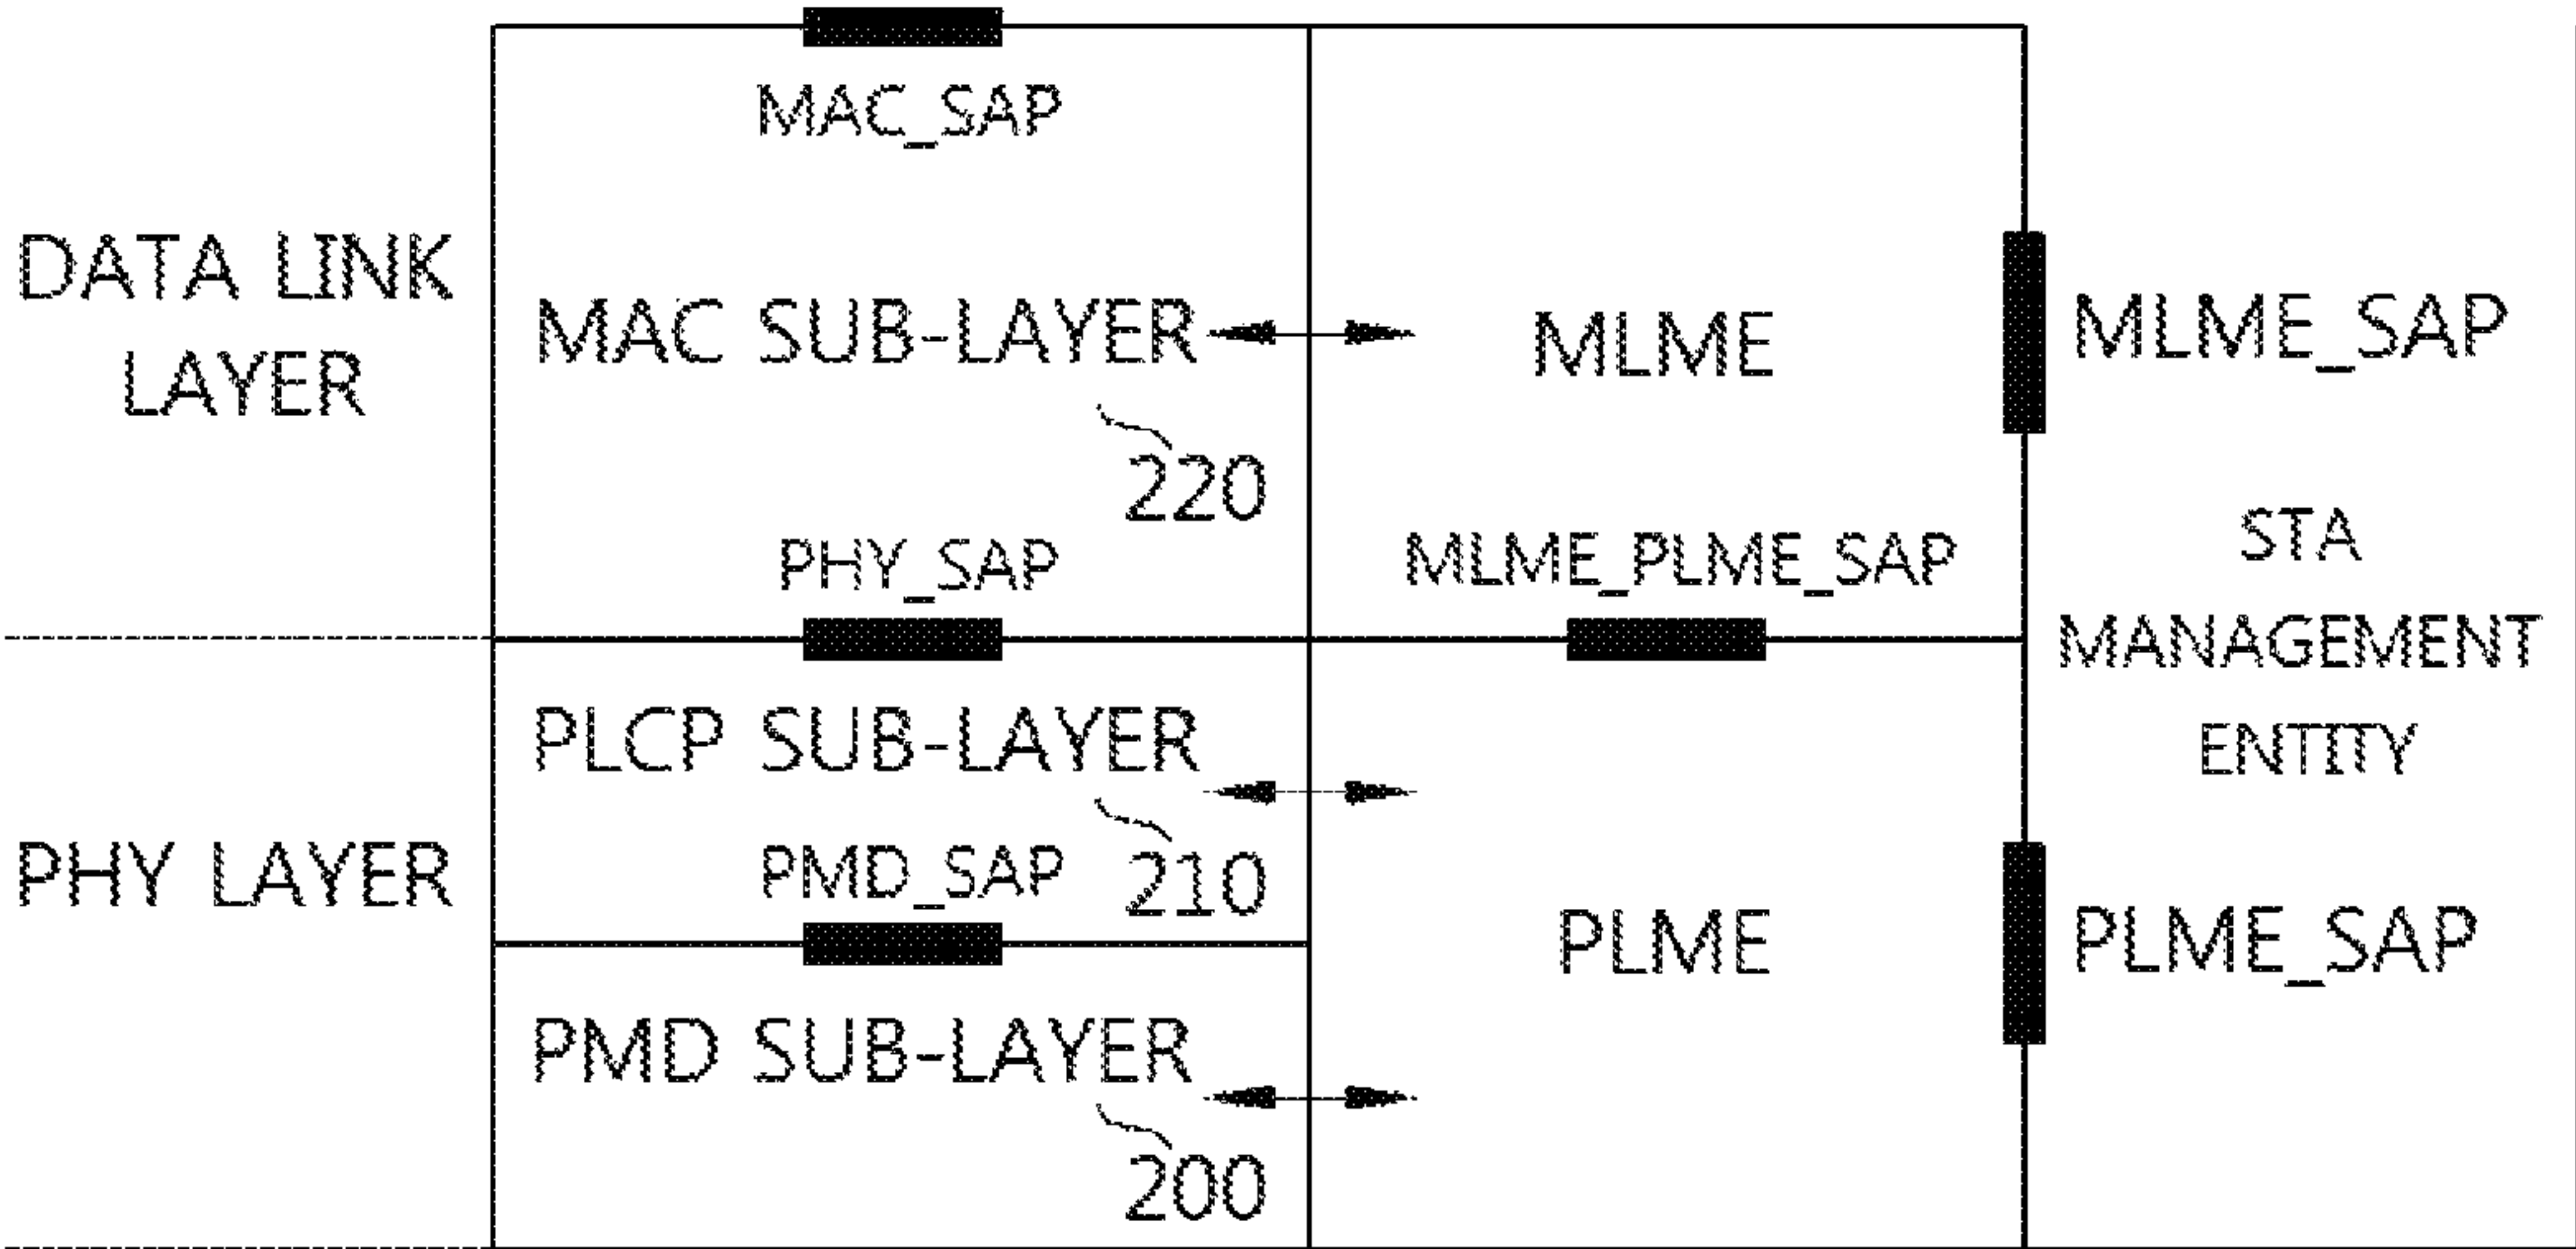 MAC_SAP
DATA LINK
LAYER
MAC SUB-LAYER
220
MLME
MLME_SAP
PHY_SAP
MLME_PLME_SAP
STA
MANAGEMENT
ENTITY
PHY LAYER
PLCP SUB-LAYER
210
PMD_SAP
PMD SUB-LAYER
200
PLME
PLME_SAP